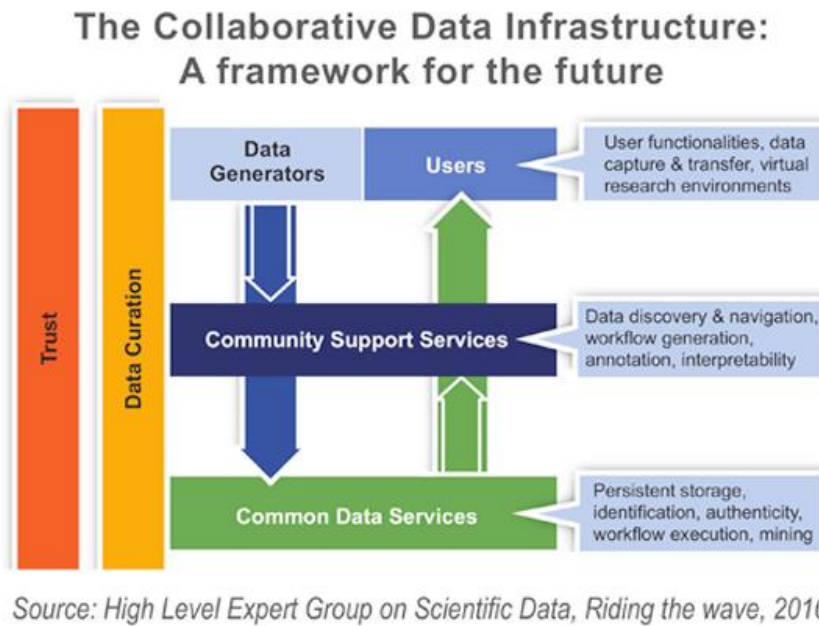 The Collaborative Data Infrastructure:
A framework for the future
Trust
Data Curation
Data
Generators
Users
User functionalities, data
capture & transfer, virtual
research environments
Community Support Services
Data discovery & navigation,
workflow generation,
annotation, interpretability
Common Data Services
Persistent storage,
identification, authenticity,
workflow execution, mining
Source: High Level Expert Group on Scientific Data, Riding the wave, 2010